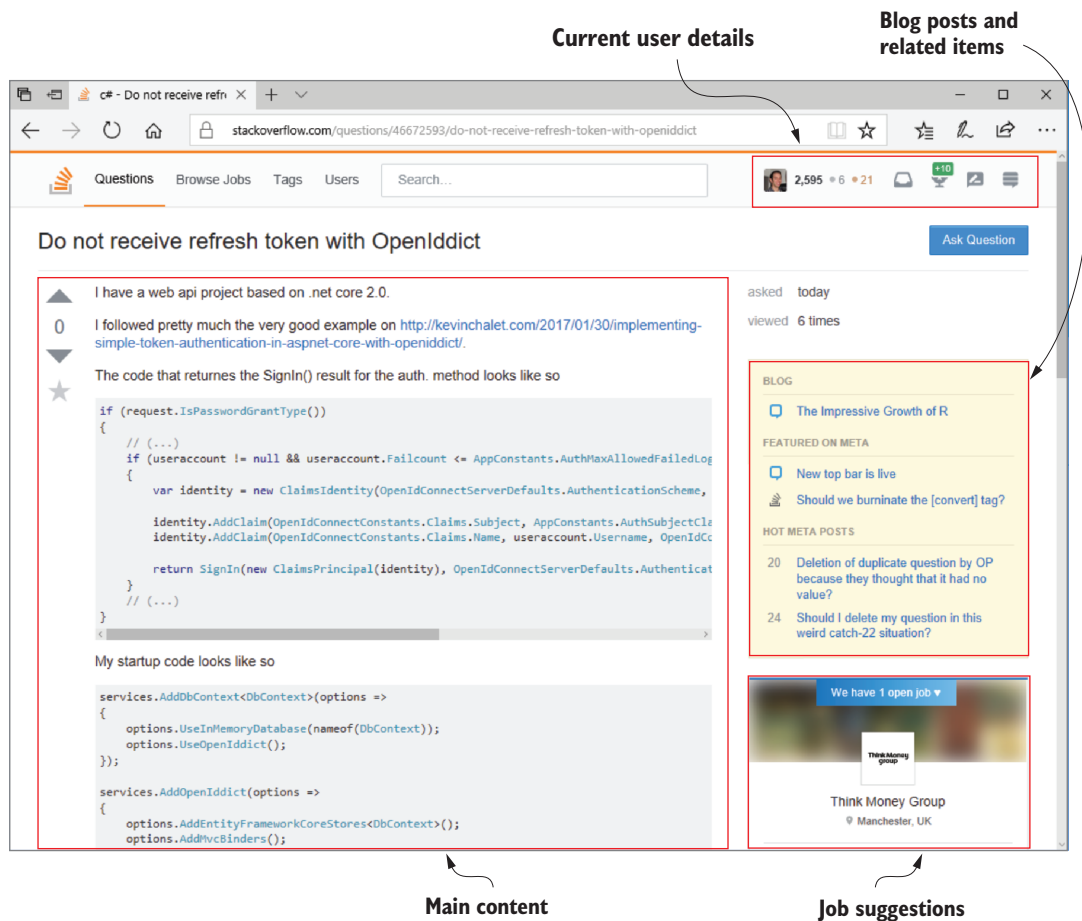 Blog posts and
related items
Current user details
c# - Do not receive refr
stackoverflow.com/questions/46672593/do-not-receive-refresh-token-with-openiddict
Questions Browse Jobs Tags Users Search...
2,595 6 21 +10
Do not receive refresh token with OpenIddict
Ask Question
I have a web api project based on .net core 2.0.
0
I followed pretty much the very good example on http://kevinchalet.com/2017/01/30/implementing-
simple-token-authentication-in-aspnet-core-with-openiddict/.
The code that returnes the SignIn() result for the auth. method looks like so
if (request.IsPasswordGrantType())
{
// (...)
if (useraccount != null && useraccount.Failcount <= AppConstants.AuthMaxAllowedFailedLog
{
var identity = new ClaimsIdentity(OpenIdConnectServerDefaults.AuthenticationScheme,
identity.AddClaim(OpenIdConnectConstants.Claims.Subject, AppConstants.AuthSubjectCla
identity.AddClaim(OpenIdConnectConstants.Claims.Name, useraccount.Username, OpenIdCo
return SignIn(new ClaimsPrincipal(identity), OpenIdConnectServerDefaults.Authenticat
}
// (...)
}
My startup code looks like so
services.AddDbContext<DbContext>(options =>
{
options.UseInMemoryDatabase(nameof(DbContext));
options.UseOpenIddict();
});
services.AddOpenIddict(options =>
{
options.AddEntityFrameworkCoreStores<DbContext>();
options.AddMvcBinders();
asked today
viewed 6 times
BLOG
The Impressive Growth of R
FEATURED ON META
New top bar is live
Should we burninate the [convert] tag?
HOT META POSTS
20 Deletion of duplicate question by OP
because they thought that it had no
value?
24 Should I delete my question in this
weird catch-22 situation?
We have 1 open job
ThinkMoney
group
Think Money Group
Manchester, UK
Main content
Job suggestions